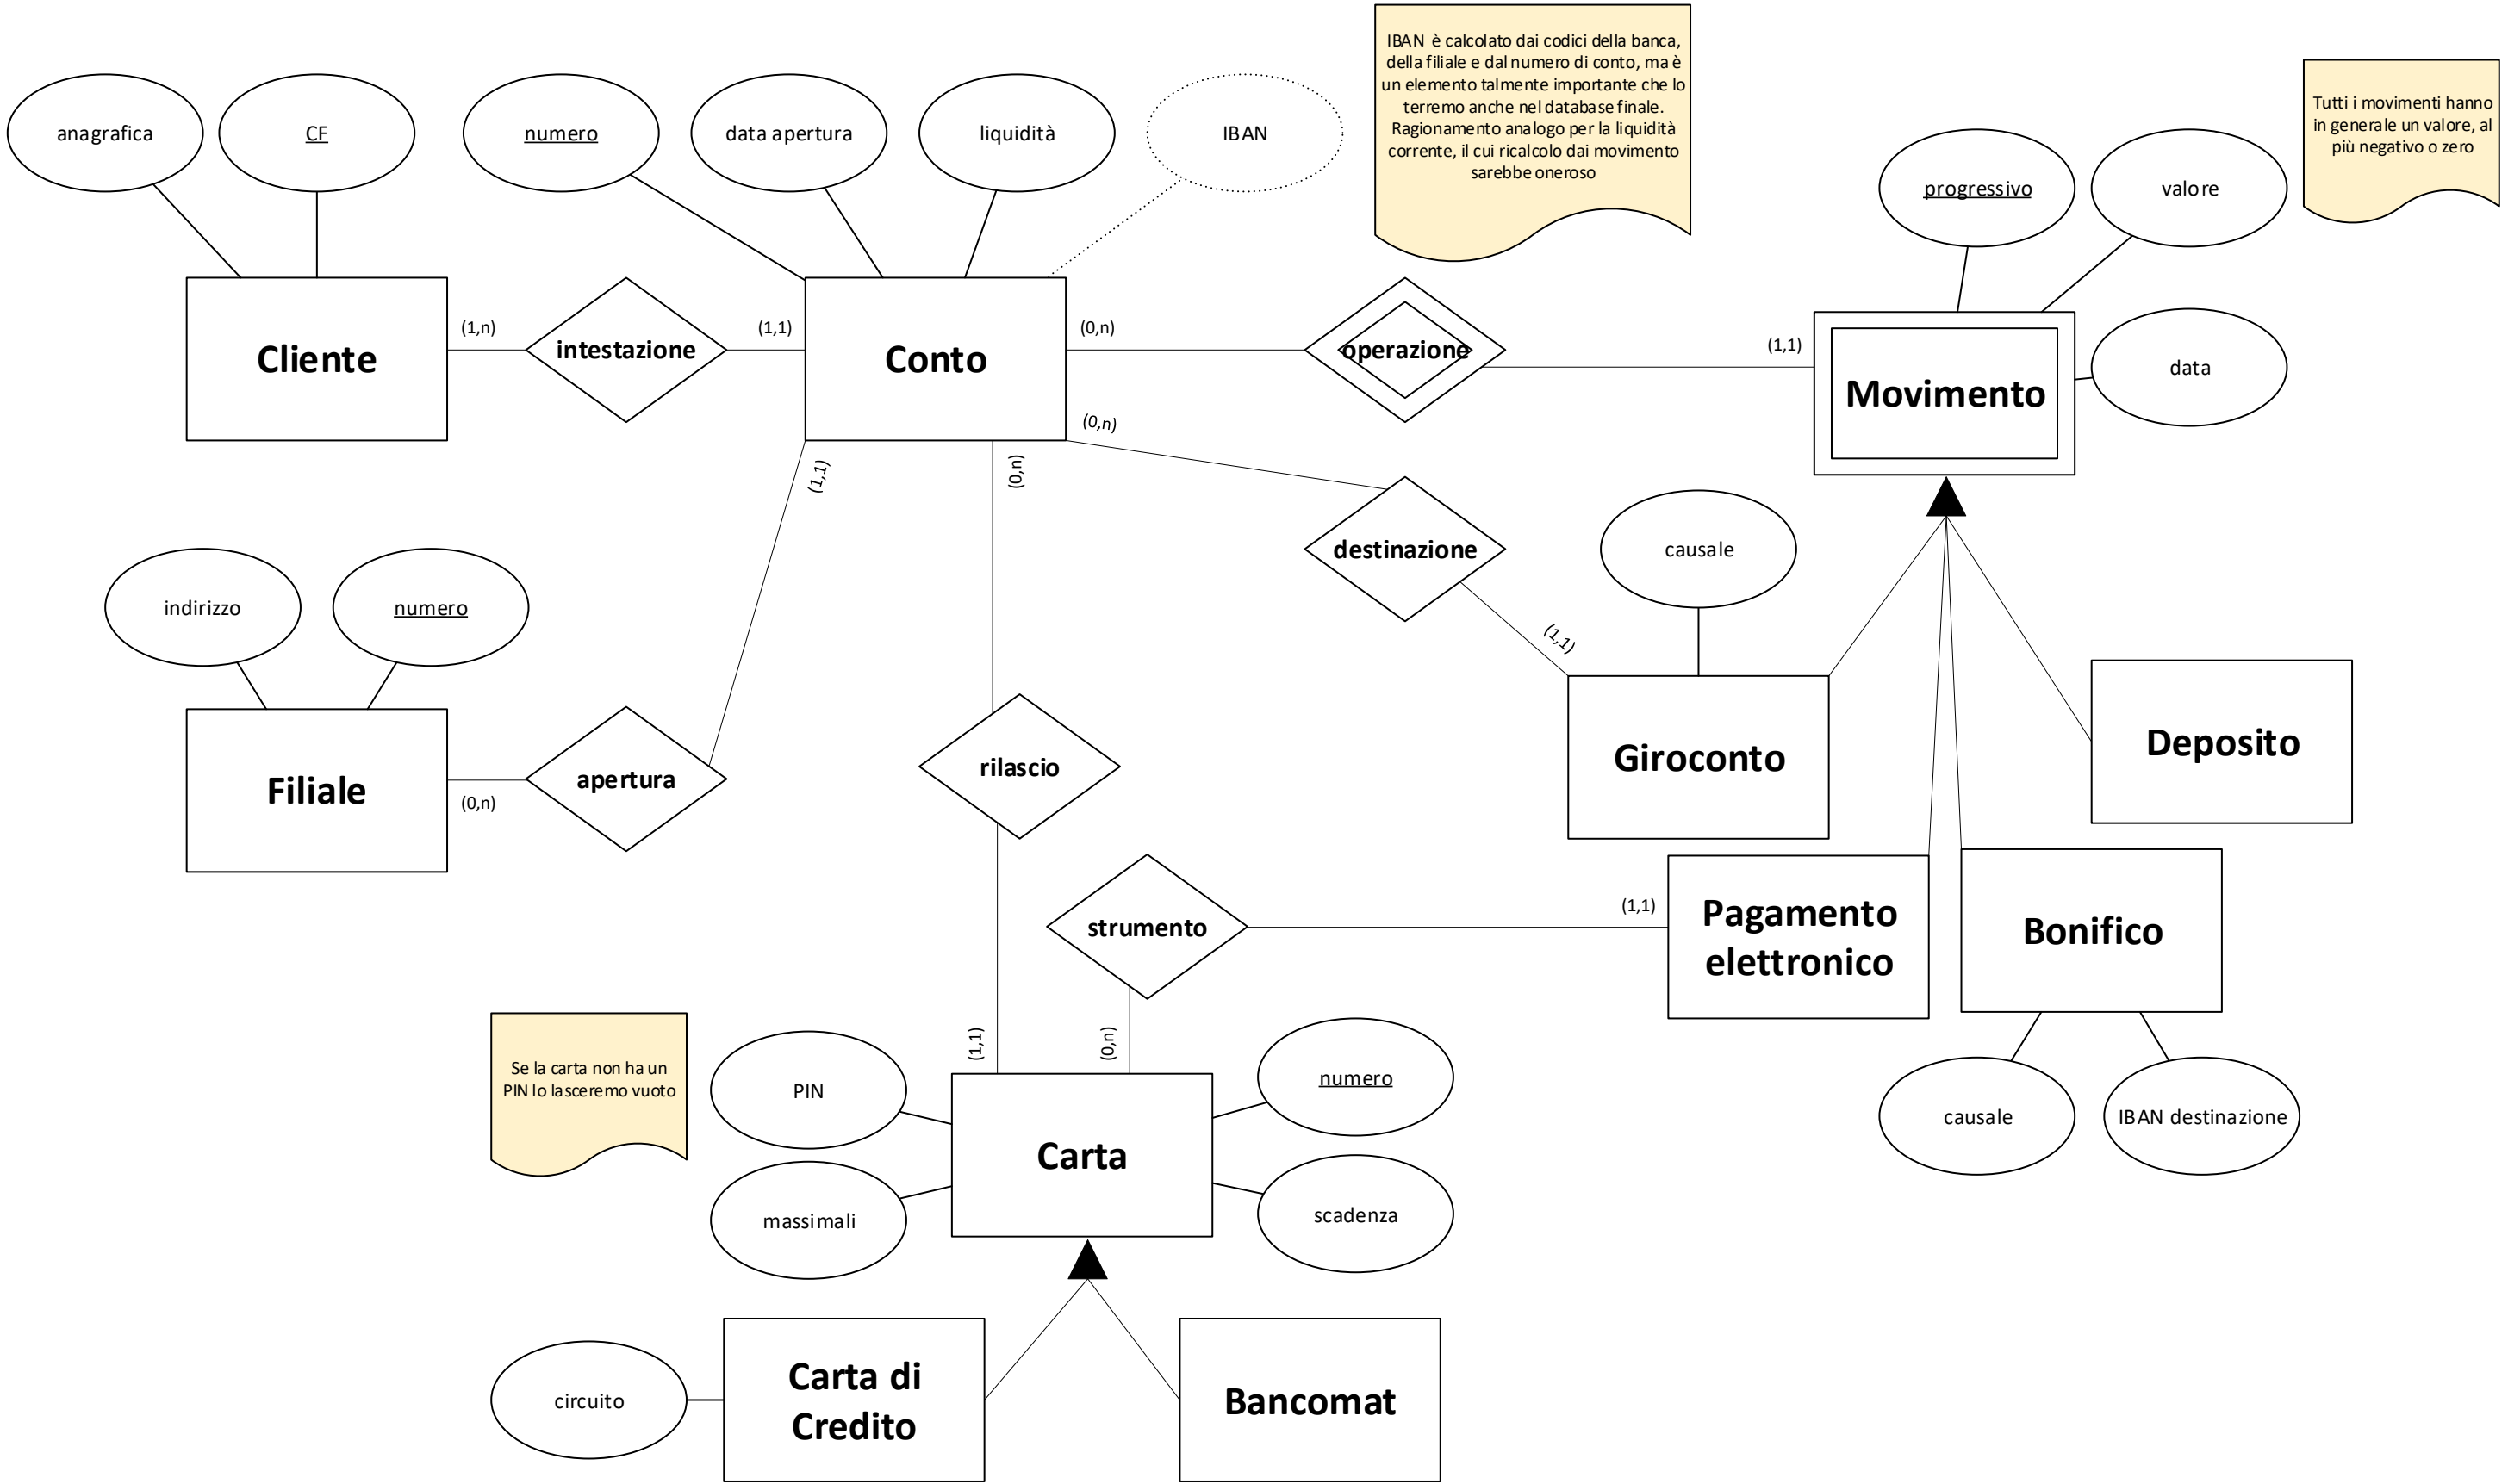 IBAN è calcolato dai codici della banca,
della filiale e dal numero di conto, ma è
un elemento talmente importante che lo
terremo anche nel database finale.
Ragionamento analogo per la liquidità
corrente, il cui ricalcolo dai movimento
sarebbe oneroso
Tutti i movimenti hanno
in generale un valore, al
più negativo o zero
anagrafica
CF
numero
data apertura
liquidità
IBAN
progressivo
valore
data
Cliente
(1,n)
intestazione
(1,1)
Conto
(0,n)
operazione
(1,1)
Movimento
(0,n)
(1,1)
(0,n)
destinazione
causale
(1,1)
indirizzo
numero
Filiale
(0,n)
apertura
rilascio
Giroconto
Deposito
strumento
(1,1)
Pagamento
elettronico
Bonifico
(1,1)
(0,n)
Se la carta non ha un
PIN lo lasceremo vuoto
PIN
numero
causale
IBAN destinazione
Carta
massimali
scadenza
circuito
Carta di
Credito
Bancomat